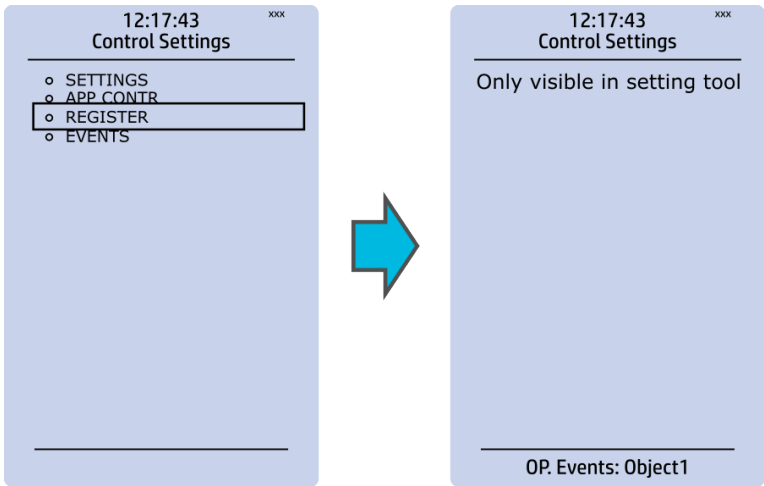 12:17:43 xxx
Control Settings
SETTINGS
APP CONTR
REGISTER
EVENTS
12:17:43 xxx
Control Settings
Only visible in setting tool
OP. Events: Object1